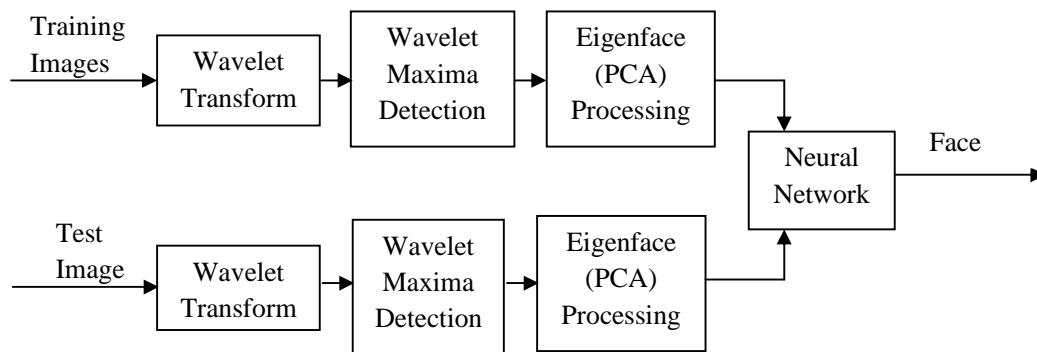 Training
Images
Wavelet
Transform
Wavelet
Maxima
Detection
Eigenface
(PCA)
Processing
Neural
Network
Face
Test
Image
Wavelet
Transform
Wavelet
Maxima
Detection
Eigenface
(PCA)
Processing